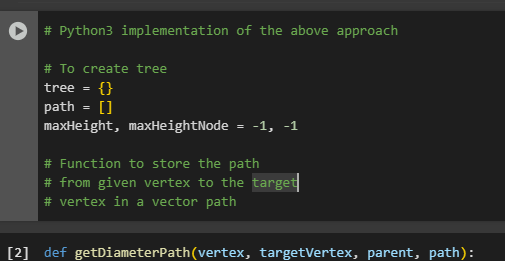 # Python3 implementation of the above approach
# To create tree
tree = {}
path = []
maxHeight, maxHeightNode = -1, -1
# Function to store the path
# from given vertex to the target
# vertex in a vector path
[2] def getDiameterPath(vertex, targetVertex, parent, path):